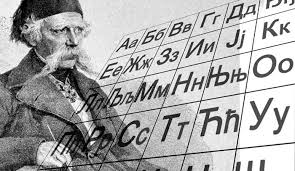 Аа Бб Вв Гг Дд
Ее Жж Зз Ии Јј Кк
Лл Љљ Мм Нн Њњ Оо
Пп Рр Сс Тт Ћћ Уу